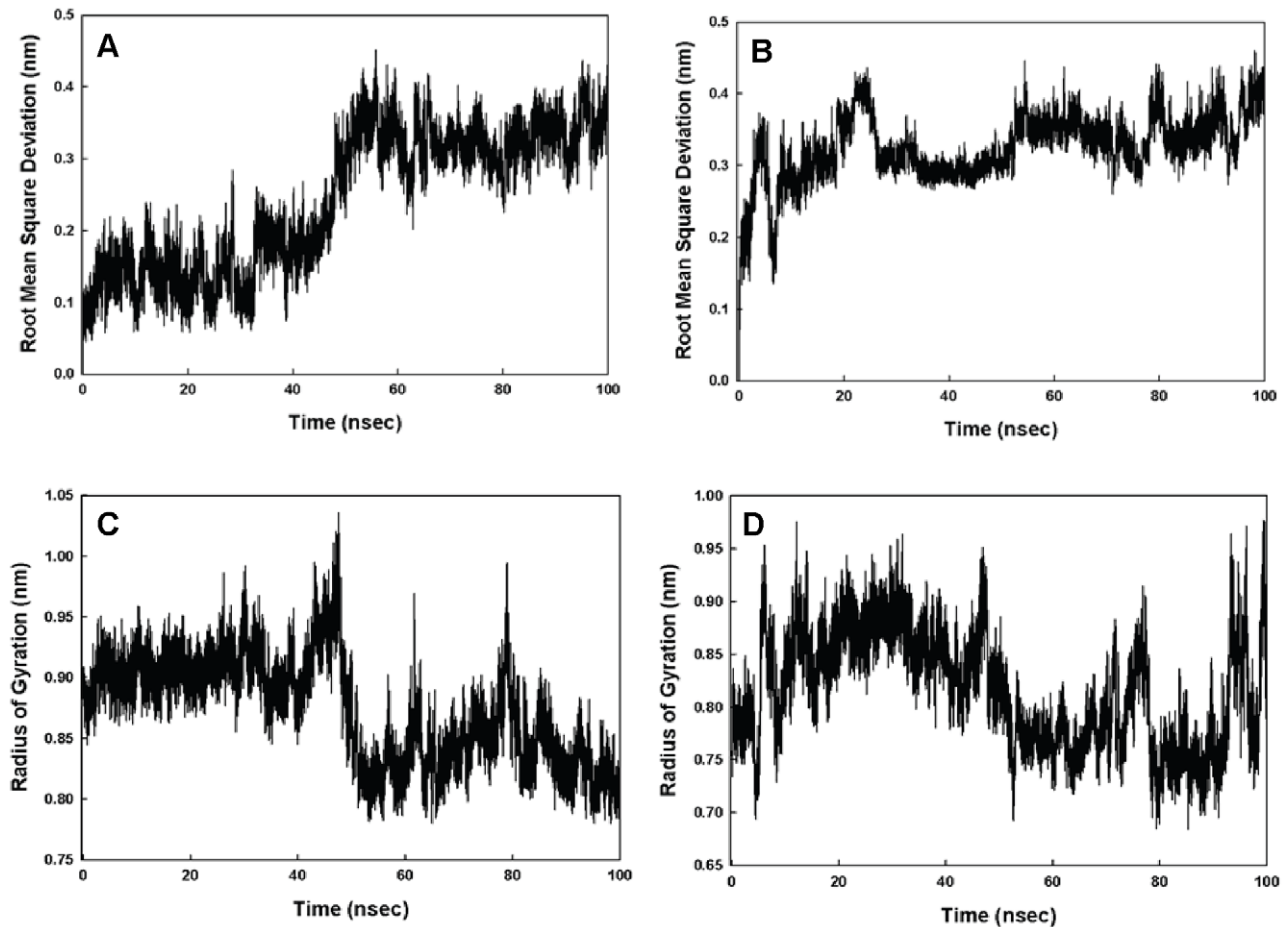 A
Root Mean Square Deviation (nm)
0.5
0.4
0.3
0.2
0.1
0.0
0 20 40 60 80 100
Time (nsec)
B
Root Mean Square Deviation (nm)
0.5
0.4
0.3
0.2
0.1
0.0
0 20 40 60 80 100
Time (nsec)
C
Radius of Gyration (nm)
1.05
1.00
0.95
0.90
0.85
0.80
0.75
0 20 40 60 80 100
Time (nsec)
D
Radius of Gyration (nm)
1.00
0.95
0.90
0.85
0.80
0.75
0.70
0.65
0 20 40 60 80 100
Time (nsec)